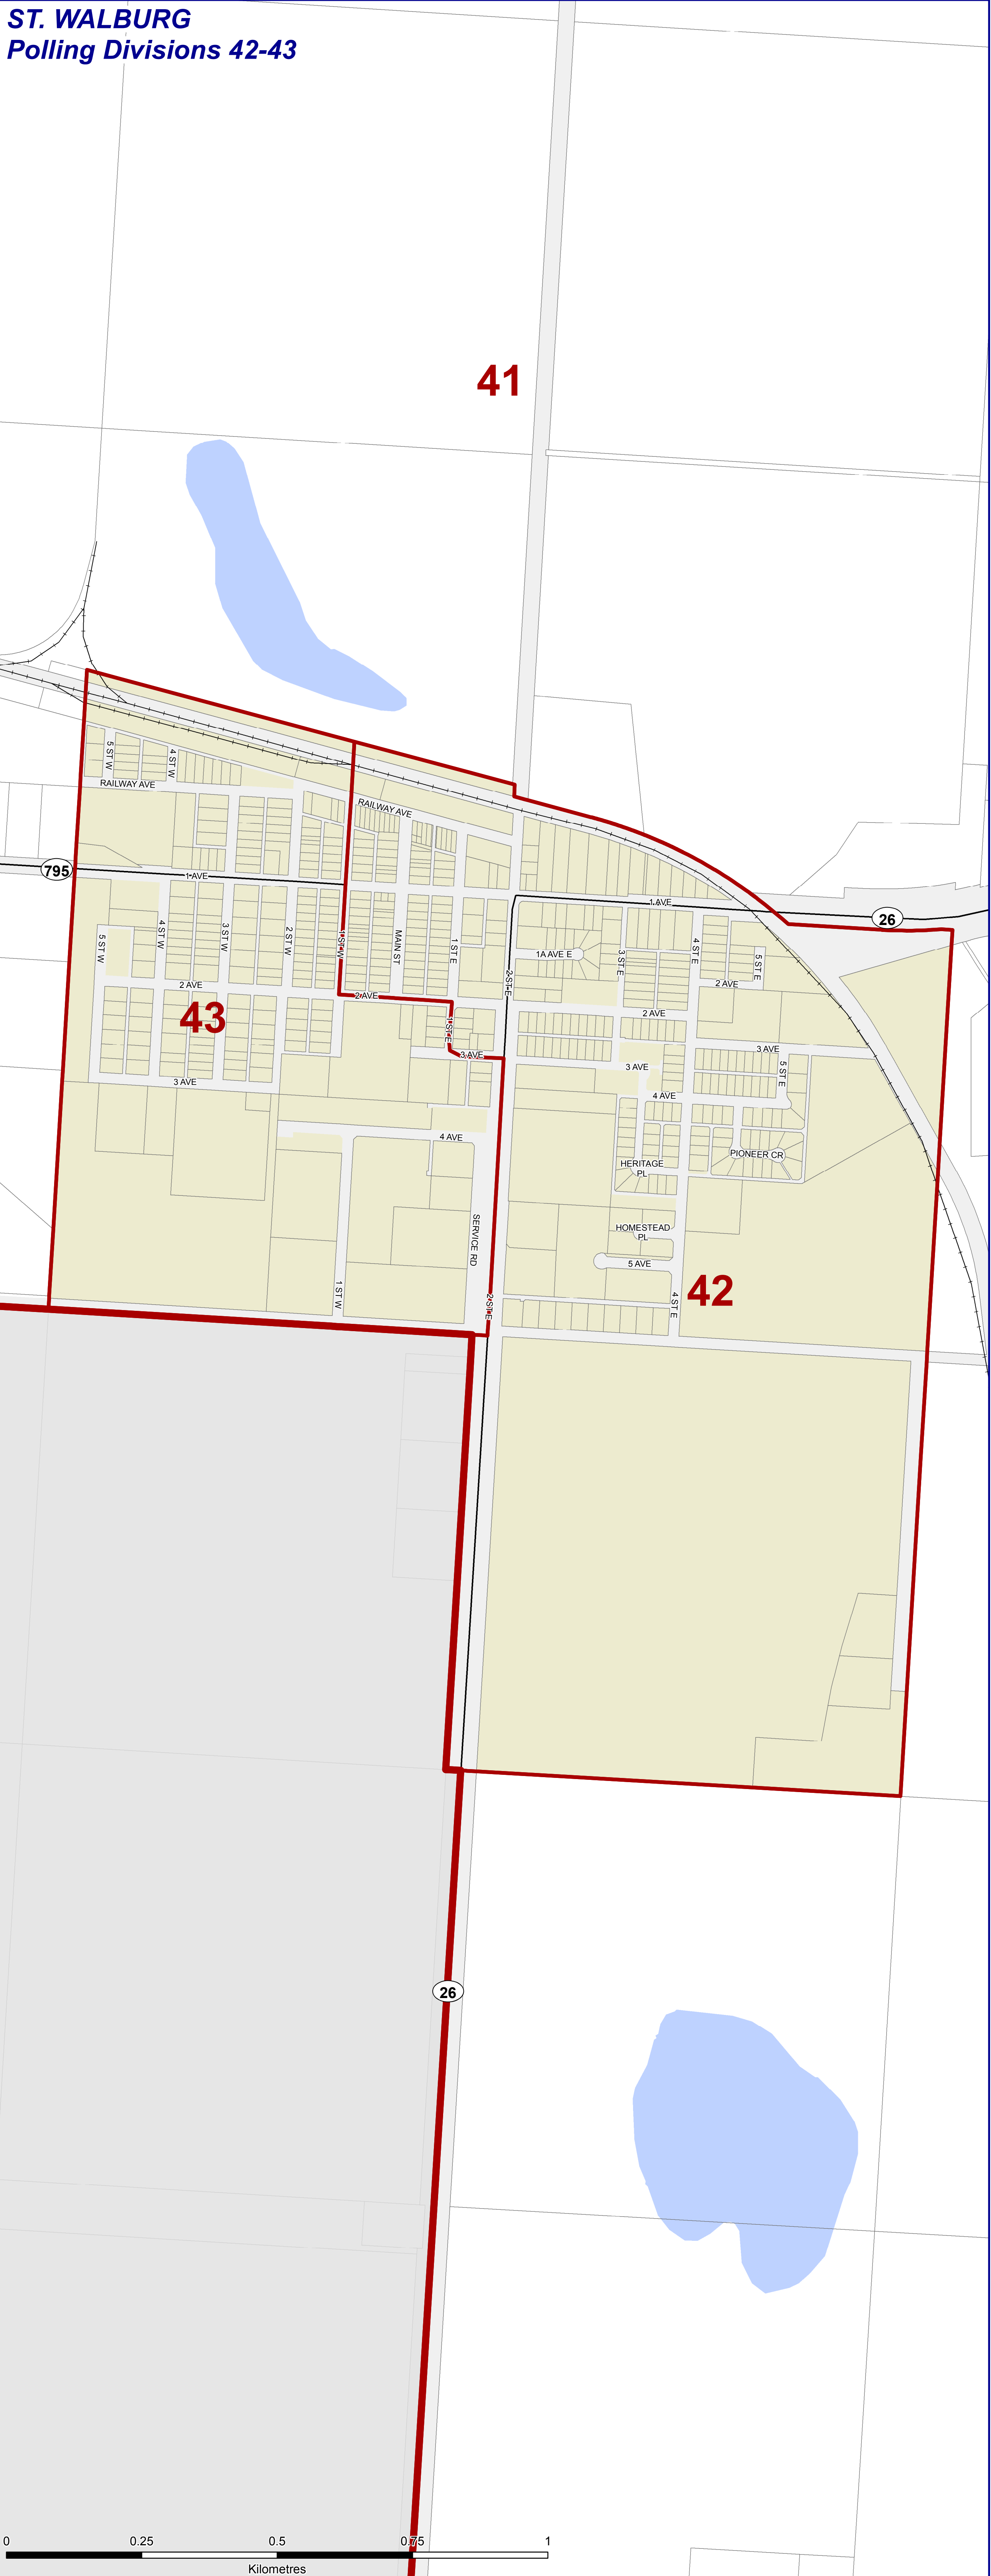 ST. WALBURG
Polling Divisions 42-43
41
5 ST W
4 ST W
RAILWAY AVE
RAILWAY AVE
795
1 AVE
1 AVE
26
5 ST W
4 ST W
3 ST W
2 ST W
1 ST W
MAIN ST
1 ST E
2 ST E
1A AVE E
3 ST E
4 ST E
5 ST E
2 AVE
2 AVE
2 AVE
2 AVE
43
1 ST E
3 AVE
3 AVE
3 AVE
3 AVE
5 ST E
4 AVE
4 AVE
PIONEER CR
HERITAGE
PL
SERVICE RD
HOMESTEAD
PL
5 AVE
1 ST W
2 ST E
4 ST E
42
26
0 0.25 0.5 0.75 1
Kilometres